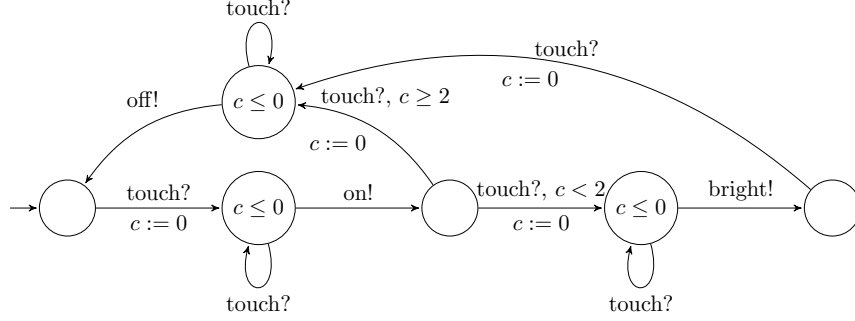 touch?
touch?
c := 0
c ≤ 0
touch?, c ≥ 2
c := 0
off!
touch?
c := 0
c ≤ 0
on!
touch?, c < 2
c := 0
c ≤ 0
bright!
touch?
touch?